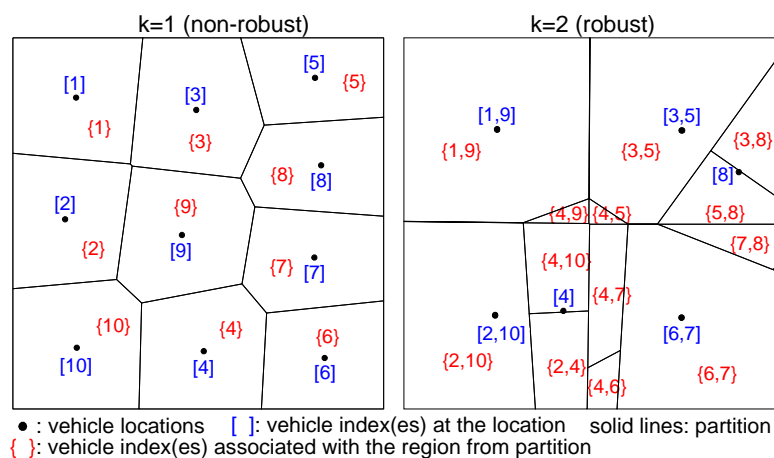 k=1 (non-robust) k=2 (robust)
[1] {1} [3] {3} [5] {5}
[2] {2} {9} [9] {8} [8]
{7} [7]
{10} [10] {4} [4] {6} [6]
[1,9] {1,9} [3,5] {3,5} {3,8}
[8] {5,8} {7,8}
{4,9} {4,5}
{4,10} {4,7} [4]
[2,10] {2,10} {2,4} {4,6} [6,7] {6,7}
● : vehicle locations [ ]: vehicle index(es) at the location solid lines: partition
{ }: vehicle index(es) associated with the region from partition